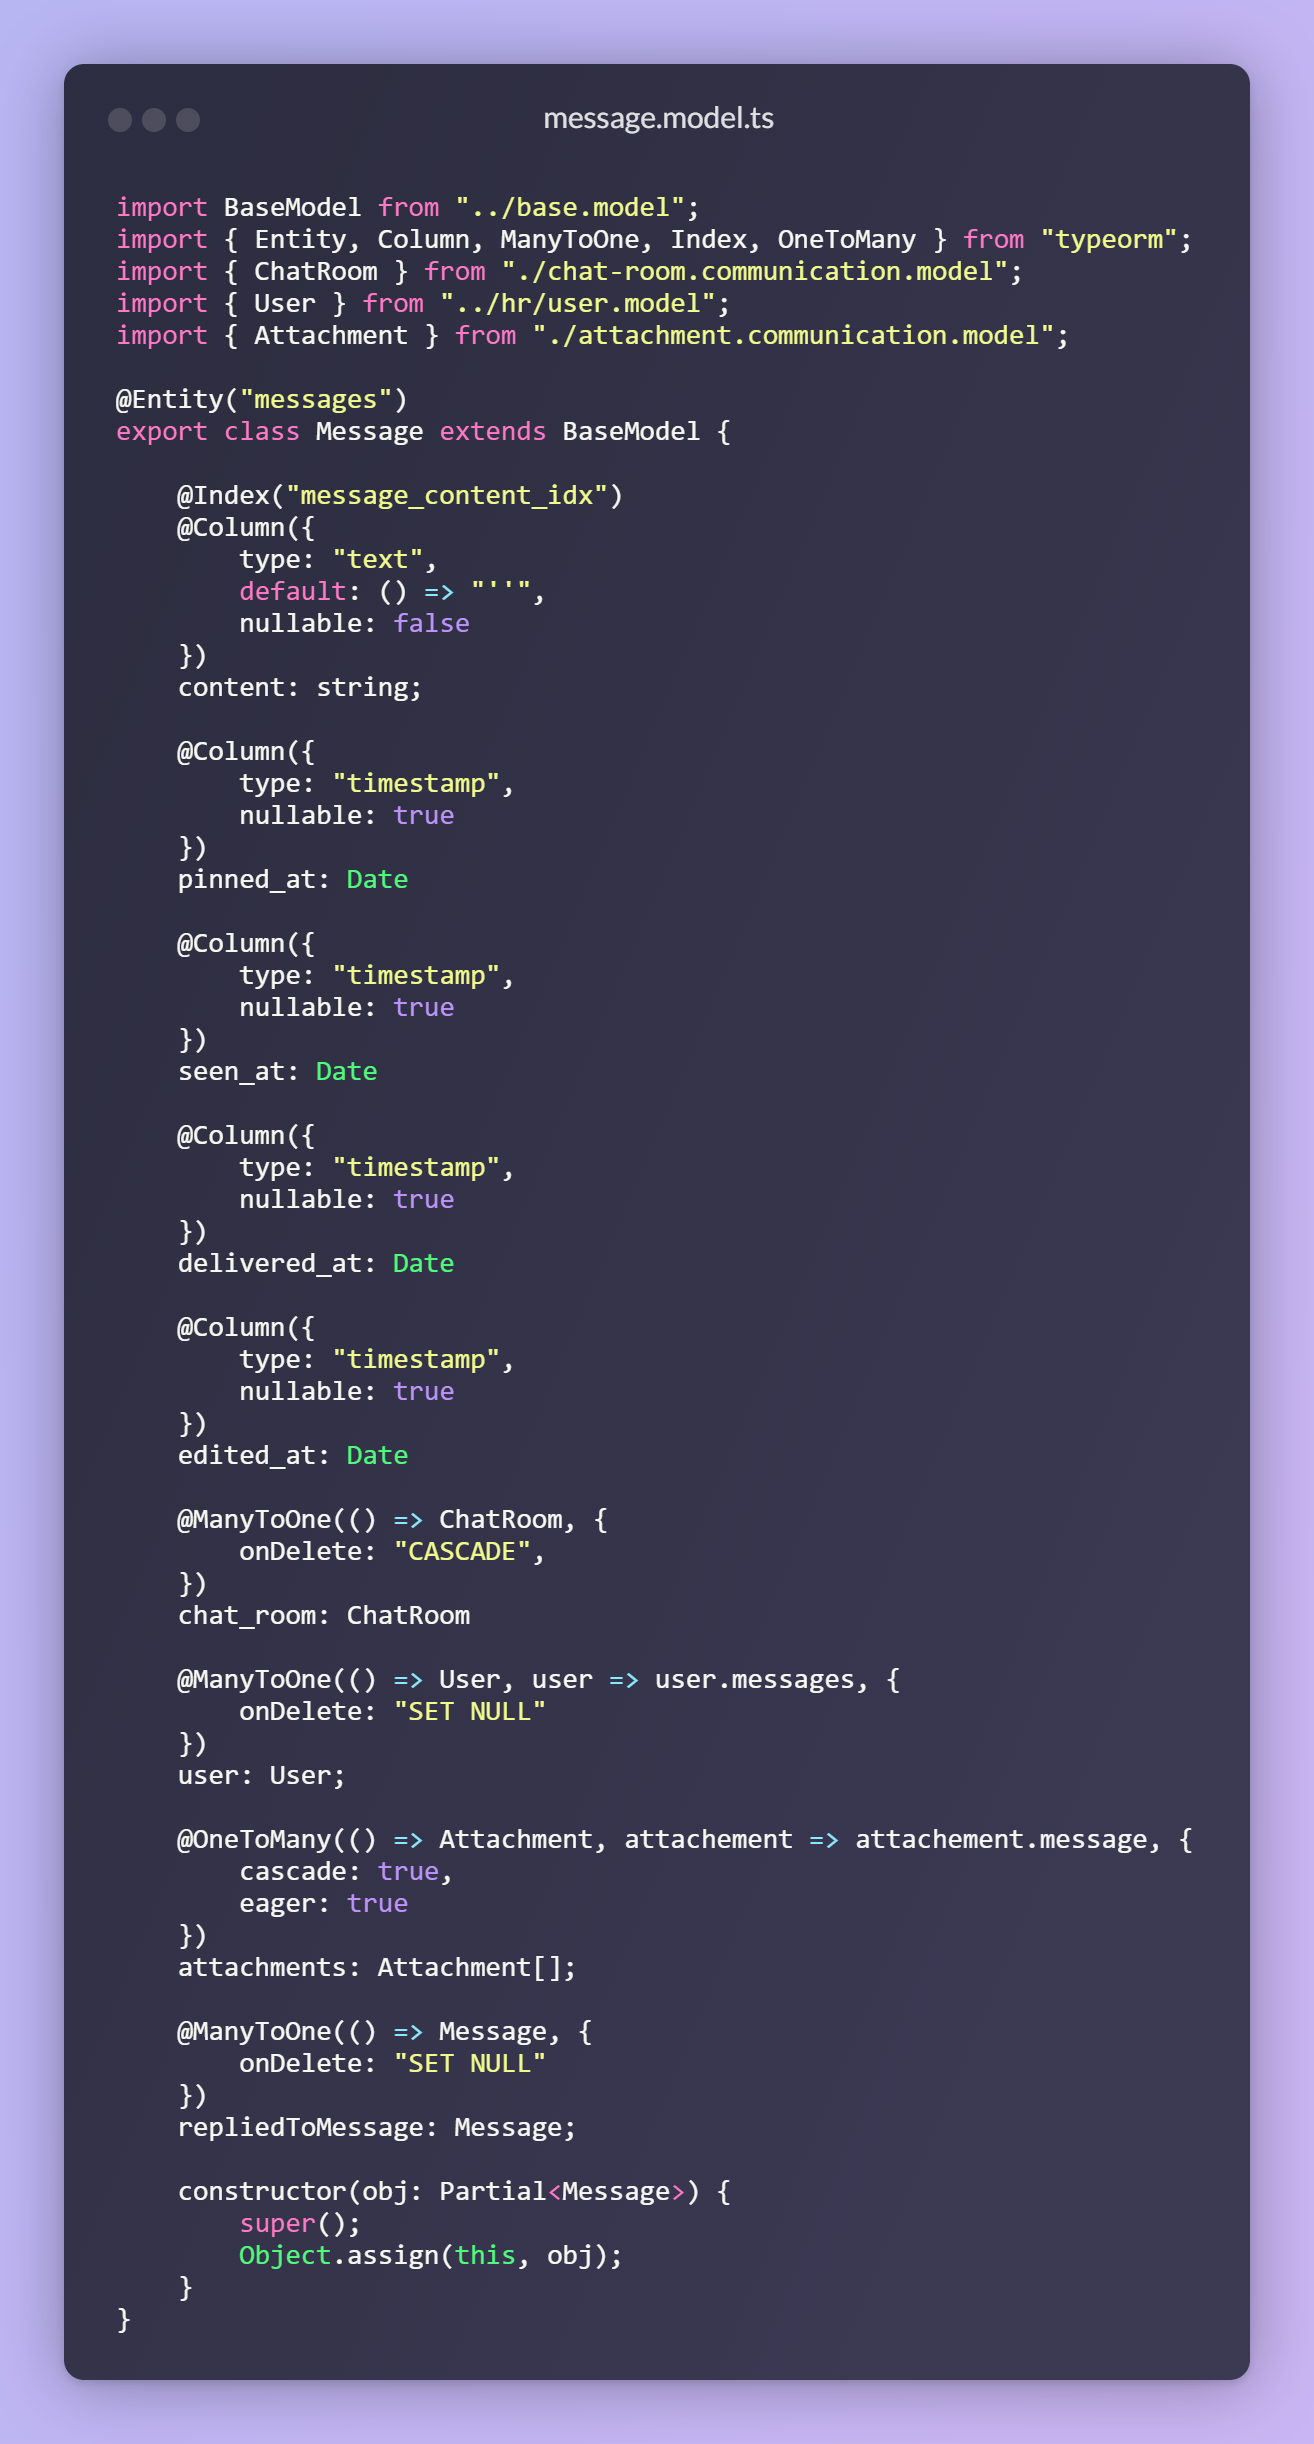 message.model.ts
import BaseModel from "../base.model";
import { Entity, Column, ManyToOne, Index, OneToMany } from "typeorm";
import { ChatRoom } from "./chat-room.communication.model";
import { User } from "../hr/user.model";
import { Attachment } from "./attachment.communication.model";

@Entity("messages")
export class Message extends BaseModel {

    @Index("message_content_idx")
    @Column({
        type: "text",
        default: () => "''",
        nullable: false
    })
    content: string;

    @Column({
        type: "timestamp",
        nullable: true
    })
    pinned_at: Date

    @Column({
        type: "timestamp",
        nullable: true
    })
    seen_at: Date

    @Column({
        type: "timestamp",
        nullable: true
    })
    delivered_at: Date

    @Column({
        type: "timestamp",
        nullable: true
    })
    edited_at: Date

    @ManyToOne(() => ChatRoom, {
        onDelete: "CASCADE",
    })
    chat_room: ChatRoom

    @ManyToOne(() => User, user => user.messages, {
        onDelete: "SET NULL"
    })
    user: User;

    @OneToMany(() => Attachment, attachement => attachement.message, {
        cascade: true,
        eager: true
    })
    attachments: Attachment[];

    @ManyToOne(() => Message, {
        onDelete: "SET NULL"
    })
    repliedToMessage: Message;

    constructor(obj: Partial<Message>) {
        super();
        Object.assign(this, obj);
    }
}